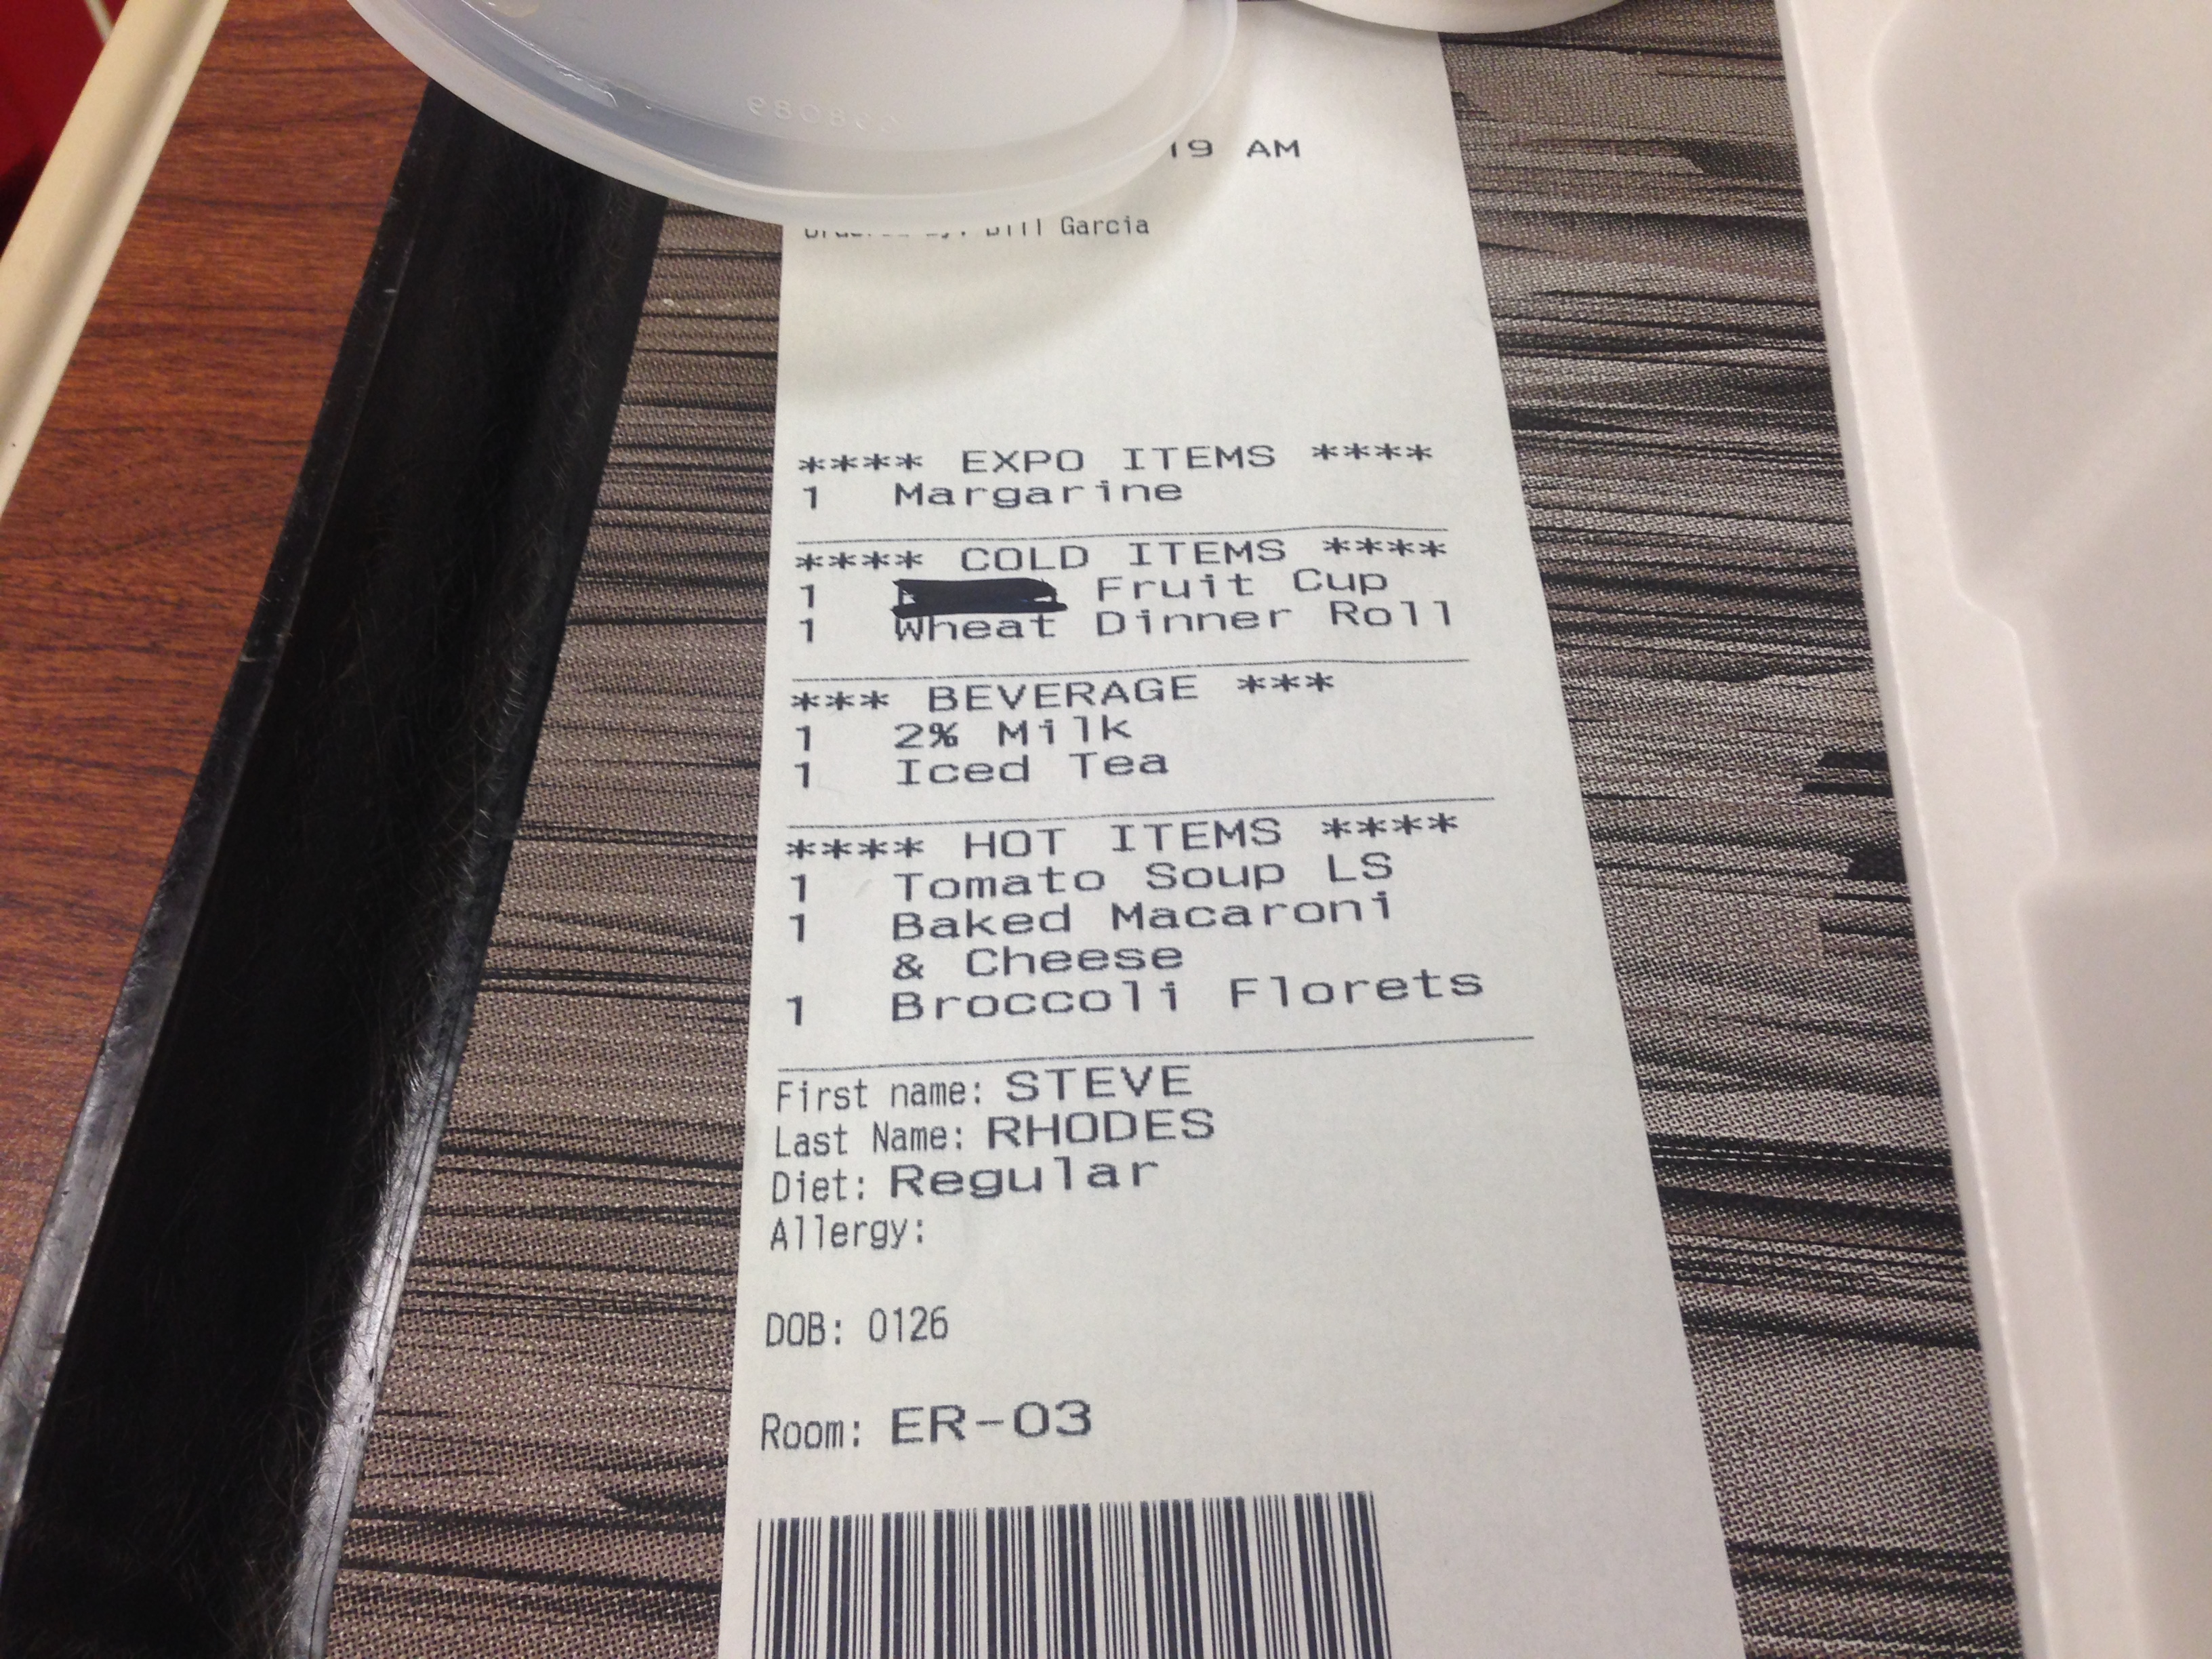 19 AM
Ordered by: Bill Garcia
**** EXPO ITEMS ****
1 Margarine
**** COLD ITEMS ****
1 Fruit Cup
1 Wheat Dinner Roll
*** BEVERAGE ***
1 2% Milk
1 Iced Tea
**** HOT ITEMS ****
1 Tomato Soup LS
1 Baked Macaroni
& Cheese
1 Broccoli Florets
First name: STEVE
Last Name: RHODES
Diet: Regular
Allergy:
DOB: 0126
Room: ER-03